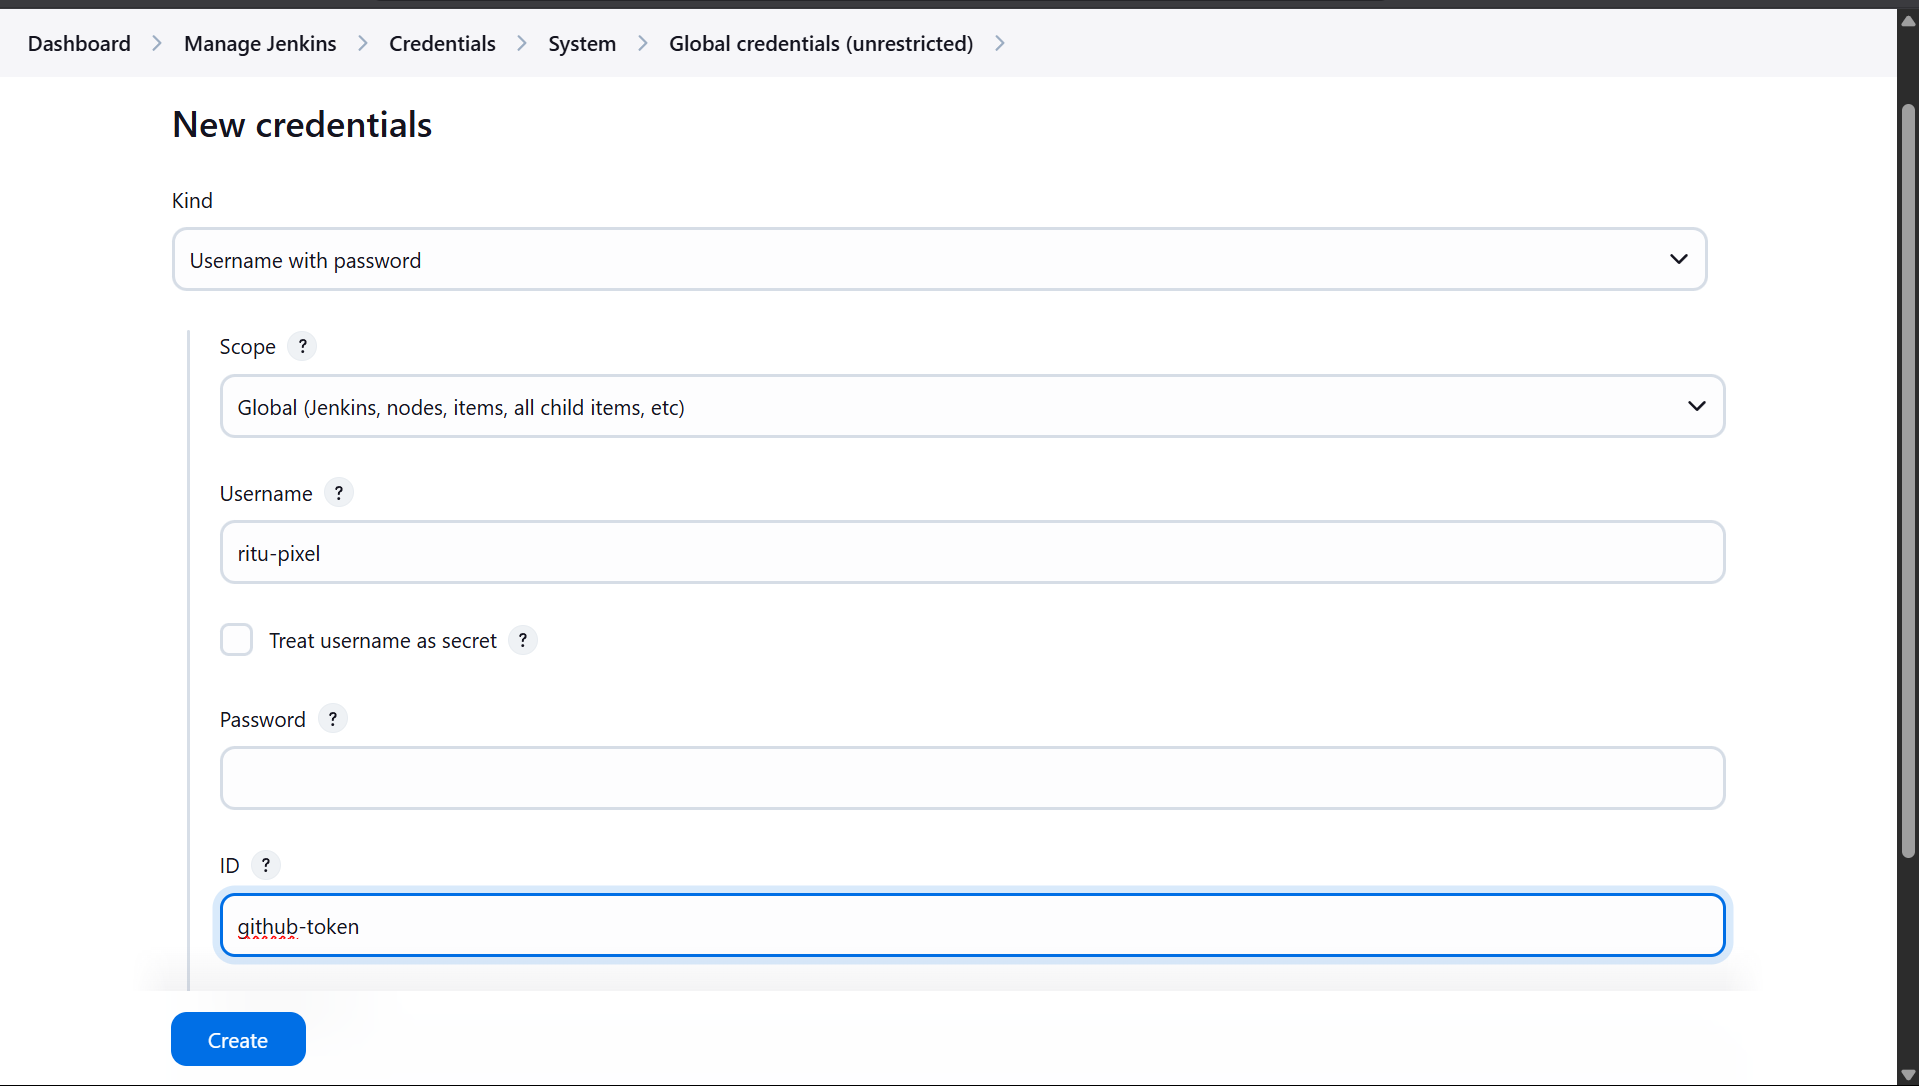 Dashboard > Manage Jenkins > Credentials > System > Global credentials (unrestricted) >
New credentials
Kind
Username with password
Scope ?
Global (Jenkins, nodes, items, all child items, etc)
Username ?
ritu-pixel
Treat username as secret ?
Password ?
ID ?
github-token
Create